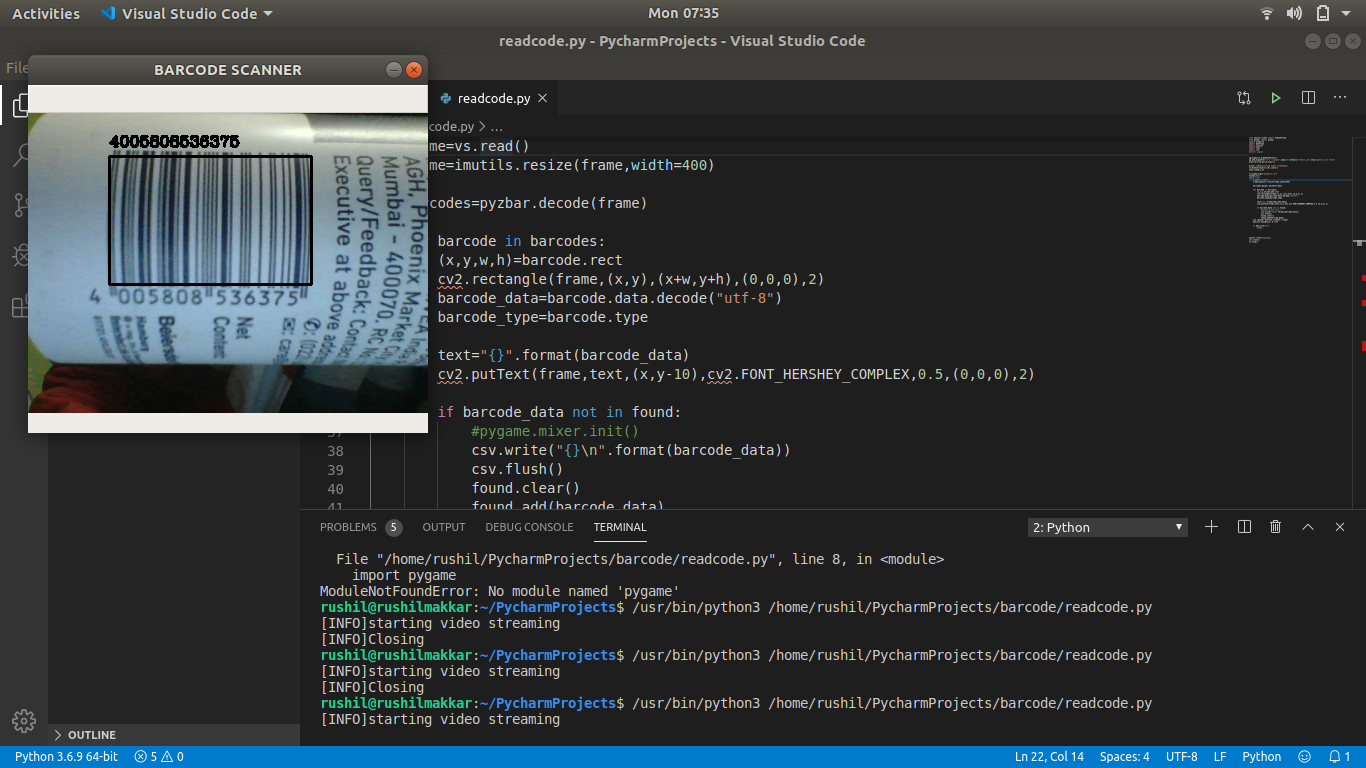 Activities Visual Studio Code Mon 07:35
readcode.py - PycharmProjects - Visual Studio Code
File
BARCODE SCANNER
4005808536375
4 005808 536375
AGH, Phoenix Market
Mumbai - 400070. RC
Query/Feedback: Contact
Executive at above
Net
Content
Beiersdorf
Hamburg
readcode.py
code.py > ...
me=vs.read()
me=imutils.resize(frame,width=400)
codes=pyzbar.decode(frame)
barcode in barcodes:
(x,y,w,h)=barcode.rect
cv2.rectangle(frame,(x,y),(x+w,y+h),(0,0,0),2)
barcode_data=barcode.data.decode("utf-8")
barcode_type=barcode.type
text="{}".format(barcode_data)
cv2.putText(frame,text,(x,y-10),cv2.FONT_HERSHEY_COMPLEX,0.5,(0,0,0),2)
if barcode_data not in found:
37 #pygame.mixer.init()
38 csv.write("{}\n".format(barcode_data))
39 csv.flush()
40 found.clear()
41 found.add(barcode_data)
PROBLEMS 5 OUTPUT DEBUG CONSOLE TERMINAL 2: Python
File "/home/rushil/PycharmProjects/barcode/readcode.py", line 8, in <module>
import pygame
ModuleNotFoundError: No module named 'pygame'
rushil@rushilmakkar:~/PycharmProjects$ /usr/bin/python3 /home/rushil/PycharmProjects/barcode/readcode.py
[INFO]starting video streaming
[INFO]Closing
rushil@rushilmakkar:~/PycharmProjects$ /usr/bin/python3 /home/rushil/PycharmProjects/barcode/readcode.py
[INFO]starting video streaming
[INFO]Closing
rushil@rushilmakkar:~/PycharmProjects$ /usr/bin/python3 /home/rushil/PycharmProjects/barcode/readcode.py
[INFO]starting video streaming
OUTLINE
Python 3.6.9 64-bit 5 0 Ln 22, Col 14 Spaces: 4 UTF-8 LF Python 1